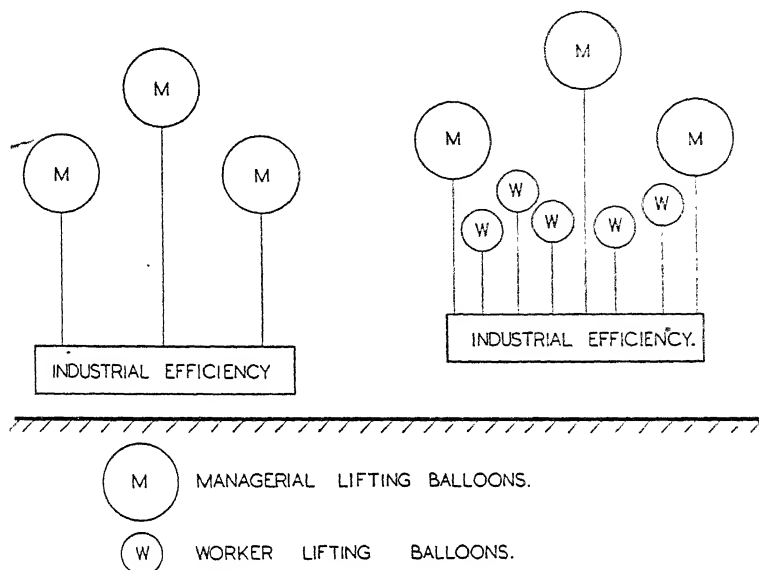 M
M
M
M
M
M
W
W
W
W
W
INDUSTRIAL EFFICIENCY
INDUSTRIAL EFFICIENCY.
M MANAGERIAL LIFTING BALLOONS.
W WORKER LIFTING BALLOONS.